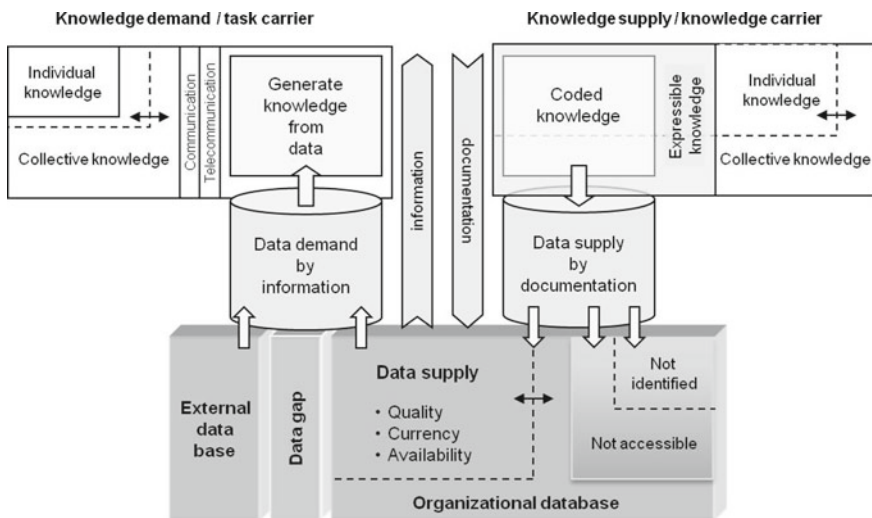 Knowledge demand / task carrier
Knowledge supply / knowledge carrier
Individual
knowledge
Collective knowledge
Communication
Telecommunication
Generate
knowledge
from
data
information
documentation
Coded
knowledge
Expressible
knowledge
Individual
knowledge
Collective knowledge
Data demand
by
information
Data supply
by
documentation
External
data
base
Data gap
Data supply
• Quality
• Currency
• Availability
Not
identified
Not accessible
Organizational database